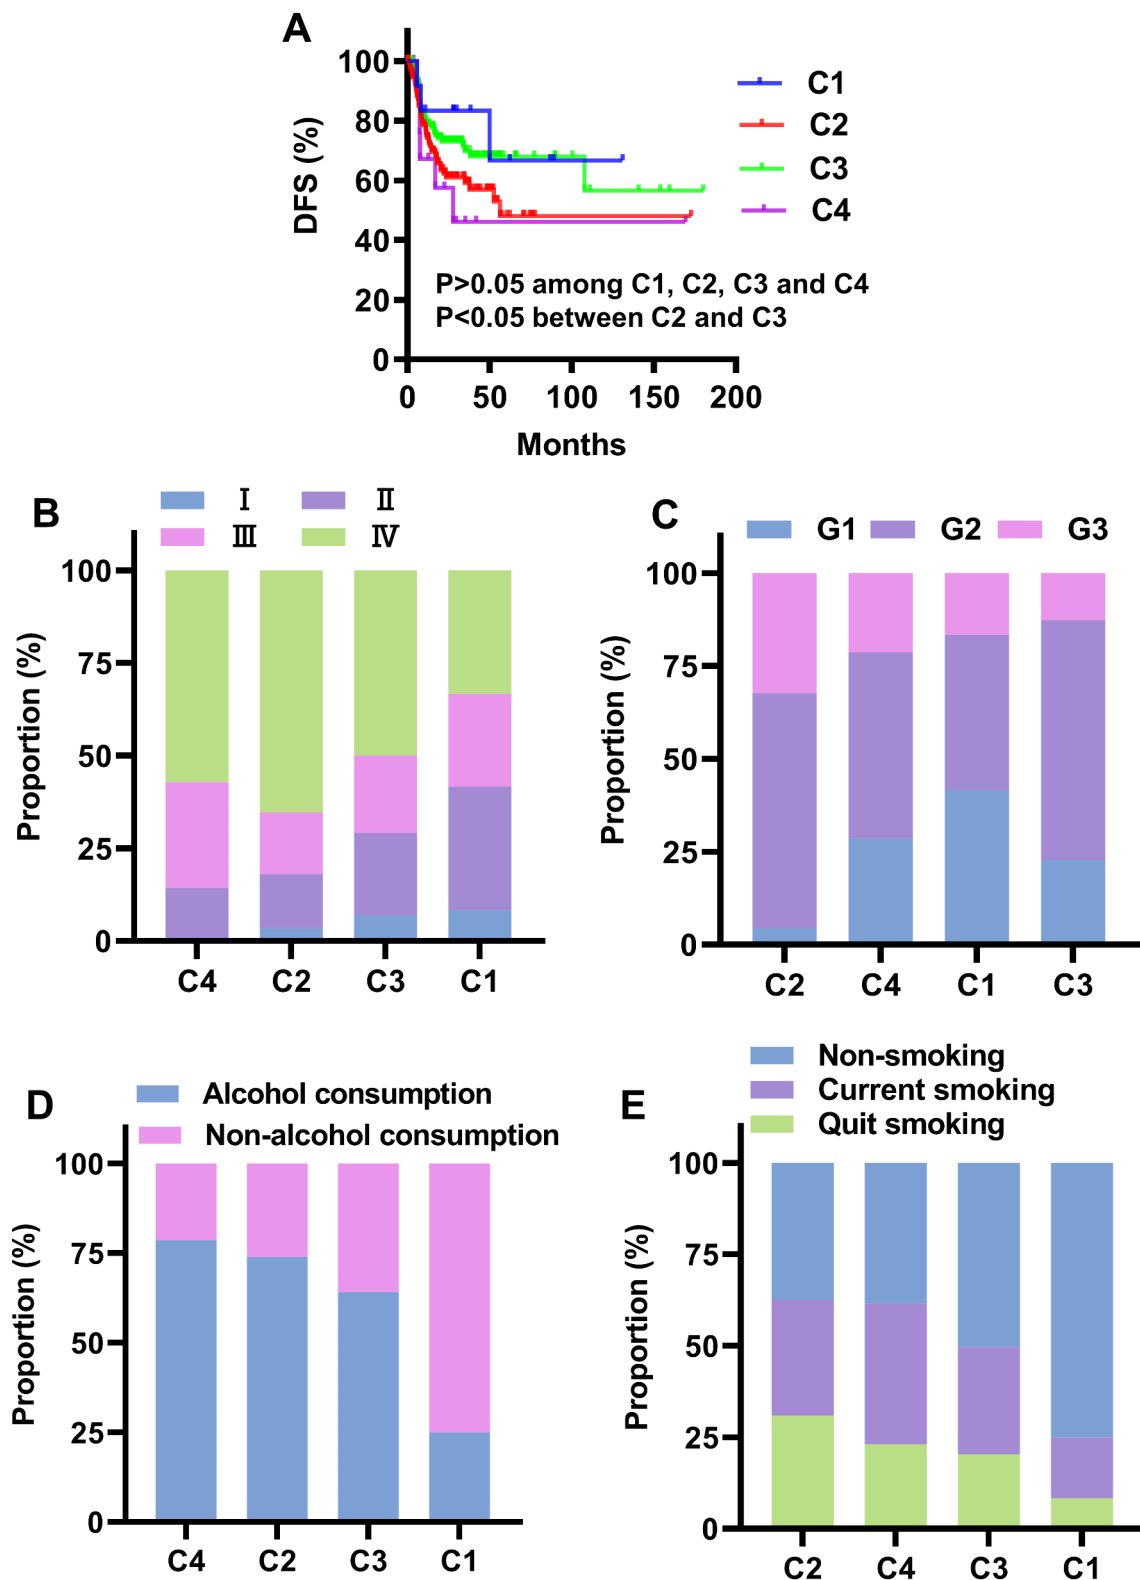 A
100
80
60
40
20
0
DFS (%)
0 50 100 150 200
Months
C1
C2
C3
C4
P>0.05 among C1, C2, C3 and C4
P<0.05 between C2 and C3
B
Ⅰ Ⅱ
Ⅲ Ⅳ
100
75
50
25
0
Proportion (%)
C4 C2 C3 C1
C
G1 G2 G3
100
75
50
25
0
Proportion (%)
C2 C4 C1 C3
D
Alcohol consumption
Non-alcohol consumption
100
75
50
25
0
Proportion (%)
C4 C2 C3 C1
E
Non-smoking
Current smoking
Quit smoking
100
75
50
25
0
Proportion (%)
C2 C4 C3 C1